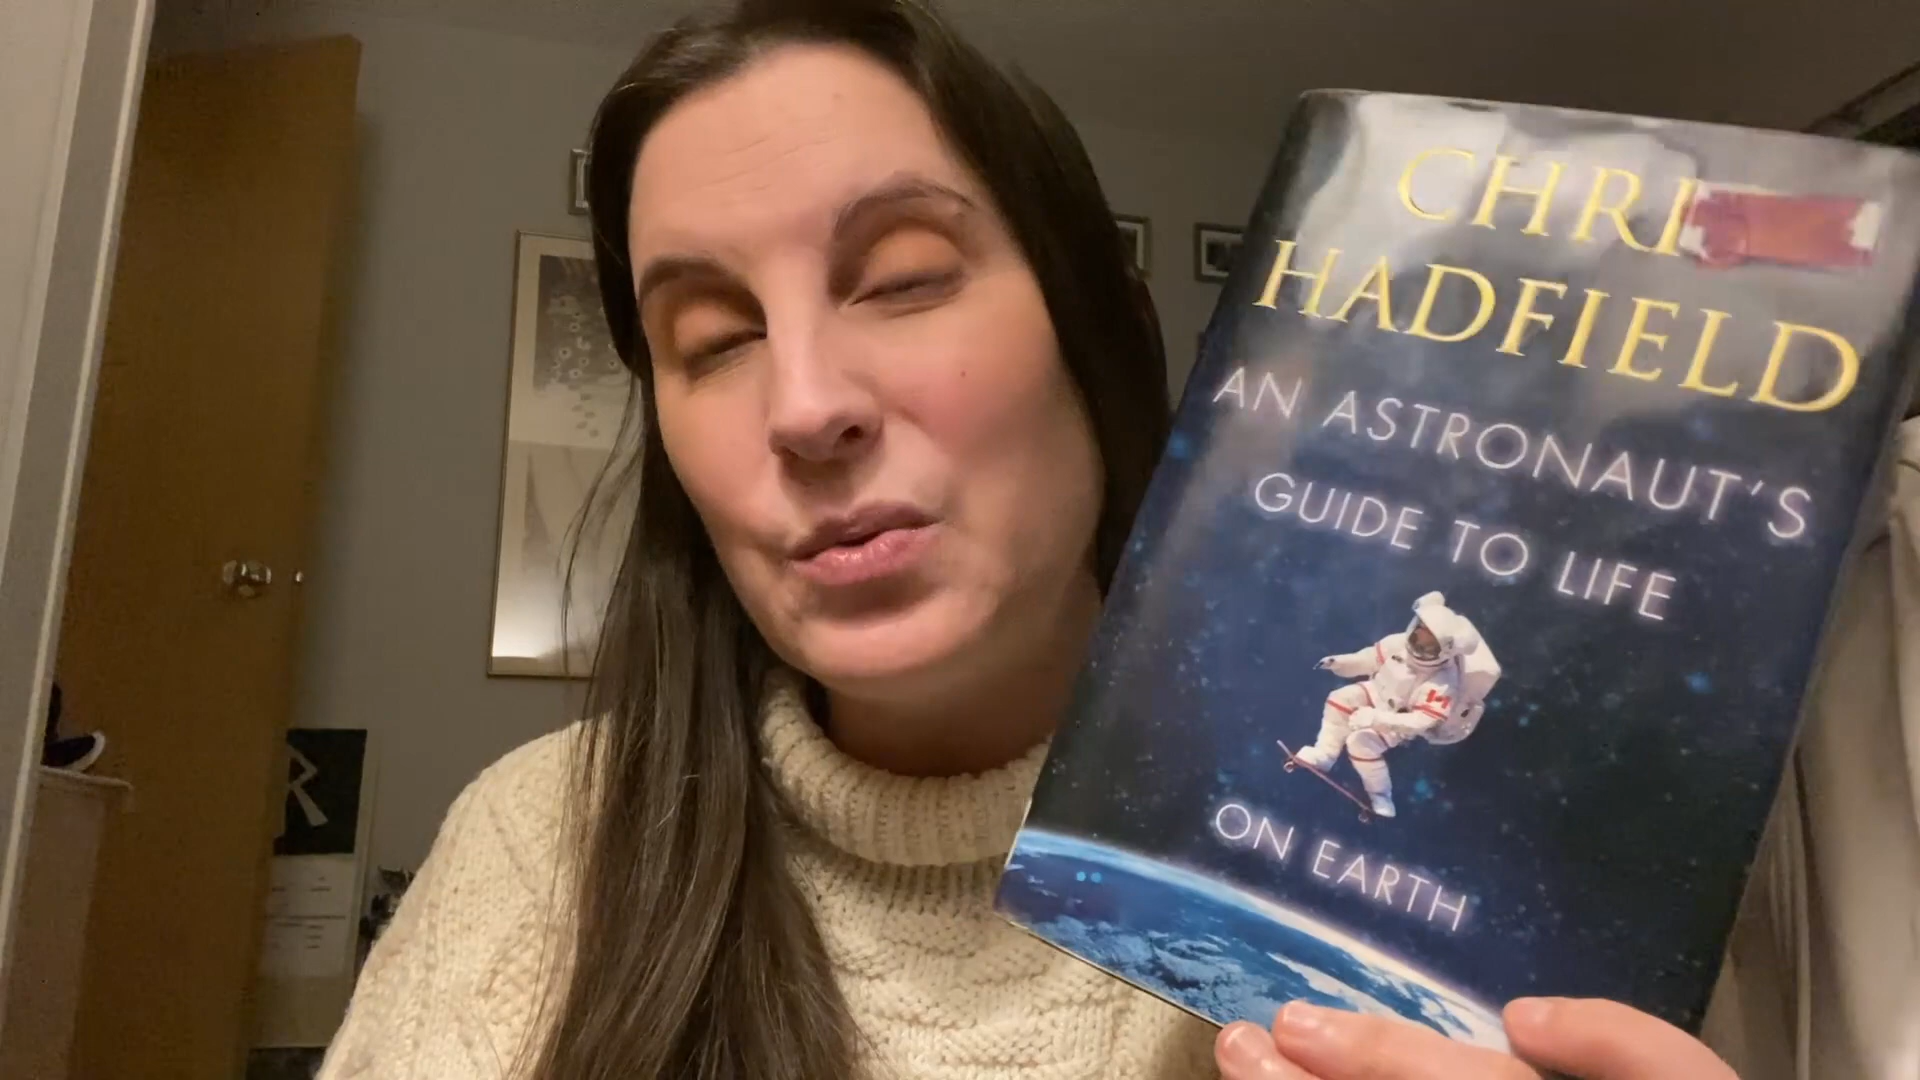 CHRI
HADFIELD
AN ASTRONAUT'S
GUIDE TO LIFE
ON EARTH
R